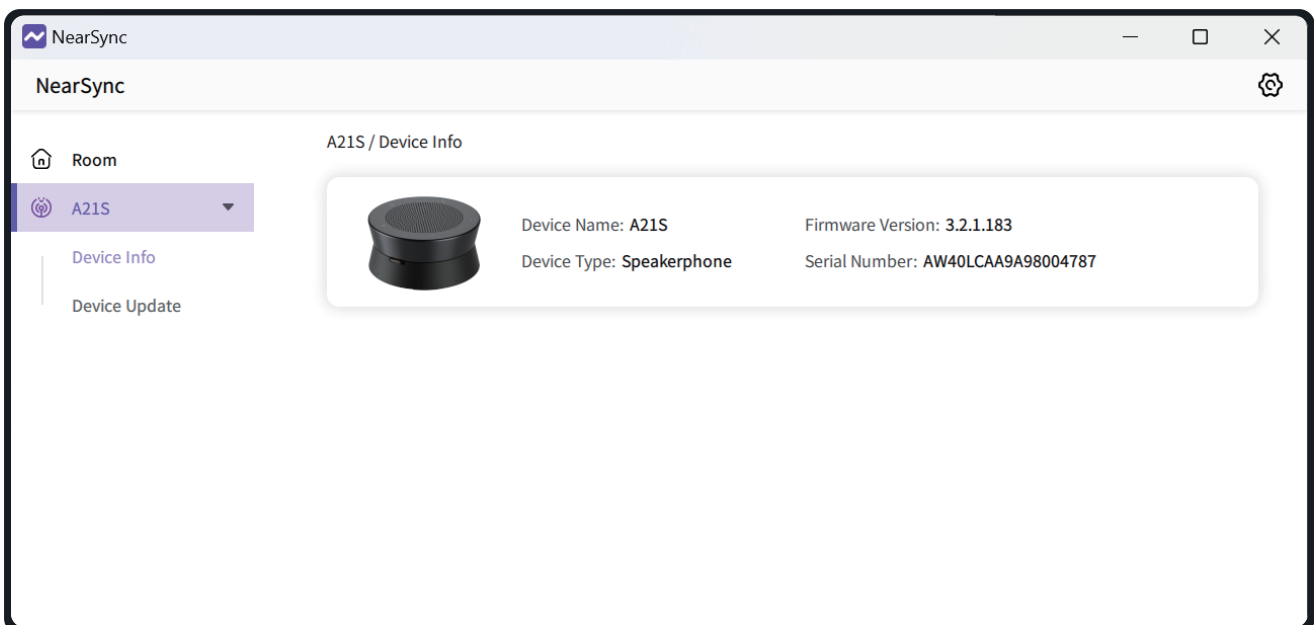 NearSync
NearSync
Room
A21S
Device Info
Device Update
A21S / Device Info
Device Name: A21S
Firmware Version: 3.2.1.183
Device Type: Speakerphone
Serial Number: AW40LCAA9A98004787